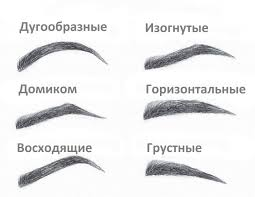 Дугообразные
Изогнутые
Домиком
Горизонтальные
Восходящие
Грустные